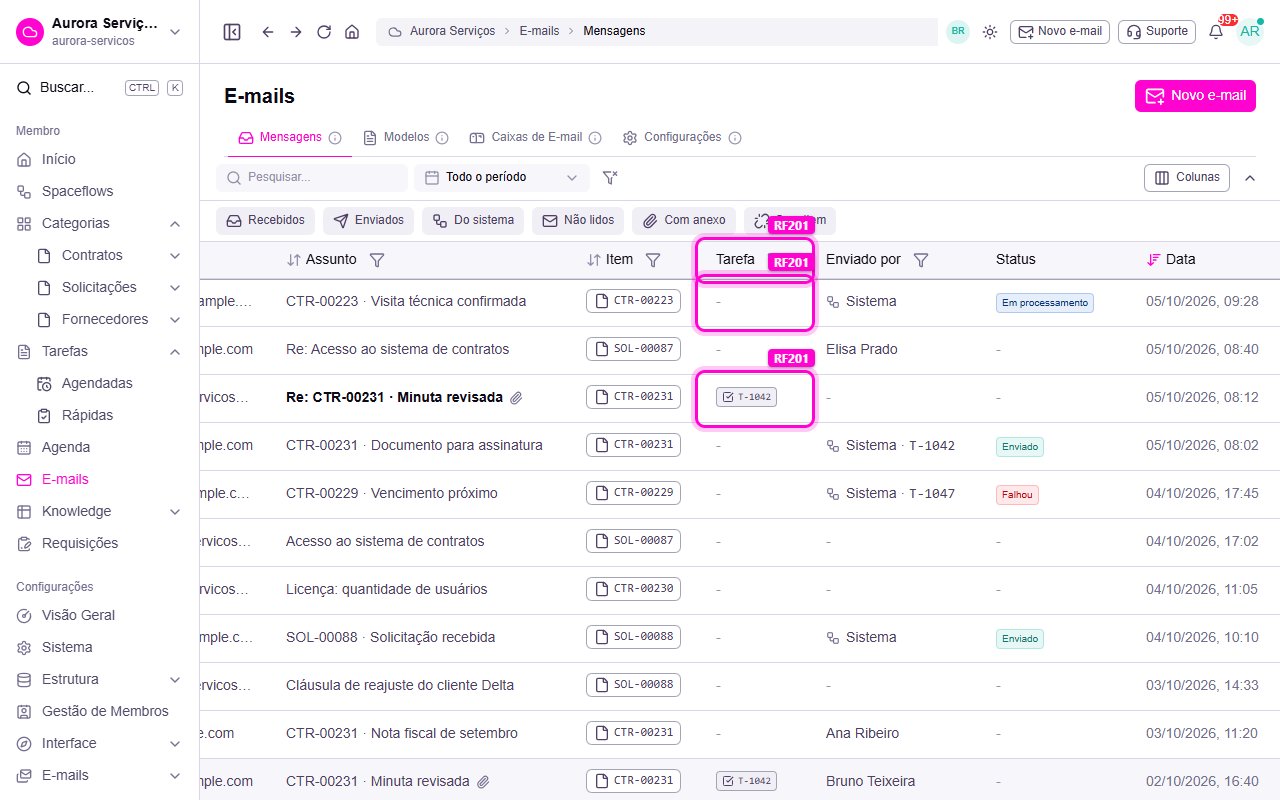 Aurora Serviç...
aurora-servicos
Aurora Serviços > E-mails > Mensagens
BR
Novo e-mail
Suporte
99+
AR
Buscar...
CTRL K
Membro
Início
Spaceflows
Categorias
Contratos
Solicitações
Fornecedores
Tarefas
Agendadas
Rápidas
Agenda
E-mails
Knowledge
Requisições
Configurações
Visão Geral
Sistema
Estrutura
Gestão de Membros
Interface
E-mails
E-mails
Novo e-mail
Mensagens Modelos Caixas de E-mail Configurações
Pesquisar... Todo o período Colunas
Recebidos Enviados Do sistema Não lidos Com anexo
RF201
Assunto Item Tarefa RF201 Enviado por Status Data
ample.... CTR-00223 · Visita técnica confirmada CTR-00223 - Sistema Em processamento 05/10/2026, 09:28
mple.com Re: Acesso ao sistema de contratos SOL-00087 - Elisa Prado - 05/10/2026, 08:40
RF201
rvicos... Re: CTR-00231 · Minuta revisada CTR-00231 T-1042 - - 05/10/2026, 08:12
mple.com CTR-00231 · Documento para assinatura CTR-00231 - Sistema · T-1042 Enviado 05/10/2026, 08:02
mple.c... CTR-00229 · Vencimento próximo CTR-00229 - Sistema · T-1047 Falhou 04/10/2026, 17:45
ervicos... Acesso ao sistema de contratos SOL-00087 - - - 04/10/2026, 17:02
rvicos... Licença: quantidade de usuários CTR-00230 - - - 04/10/2026, 11:05
mple.c... SOL-00088 · Solicitação recebida SOL-00088 - Sistema Enviado 04/10/2026, 10:10
ervicos... Cláusula de reajuste do cliente Delta SOL-00088 - - - 03/10/2026, 14:33
e.com CTR-00231 · Nota fiscal de setembro CTR-00231 - Ana Ribeiro - 03/10/2026, 11:20
mple.com CTR-00231 · Minuta revisada CTR-00231 T-1042 Bruno Teixeira - 02/10/2026, 16:40